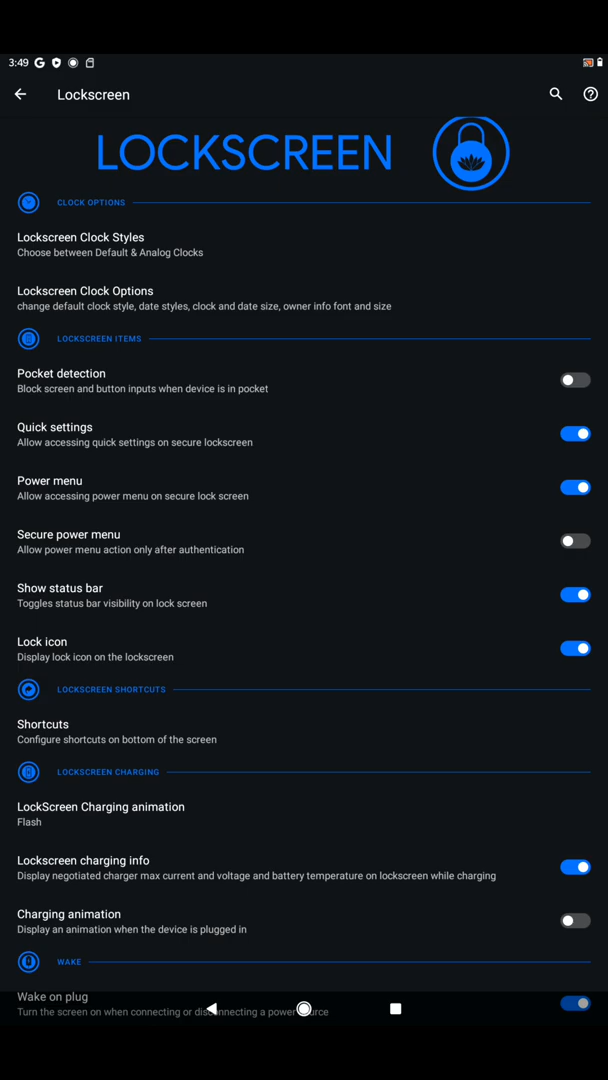 3:49
Lockscreen
LOCKSCREEN
CLOCK OPTIONS
Lockscreen Clock Styles
Choose between Default & Analog Clocks
Lockscreen Clock Options
change default clock style, date styles, clock and date size, owner info font and size
LOCKSCREEN ITEMS
Pocket detection
Block screen and button inputs when device is in pocket
Quick settings
Allow accessing quick settings on secure lockscreen
Power menu
Allow accessing power menu on secure lock screen
Secure power menu
Allow power menu action only after authentication
Show status bar
Toggles status bar visibility on lock screen
Lock icon
Display lock icon on the lockscreen
LOCKSCREEN SHORTCUTS
Shortcuts
Configure shortcuts on bottom of the screen
LOCKSCREEN CHARGING
LockScreen Charging animation
Flash
Lockscreen charging info
Display negotiated charger max current and voltage and battery temperature on lockscreen while charging
Charging animation
Display an animation when the device is plugged in
WAKE
Wake on plug
Turn the screen on when connecting or disconnecting a power source